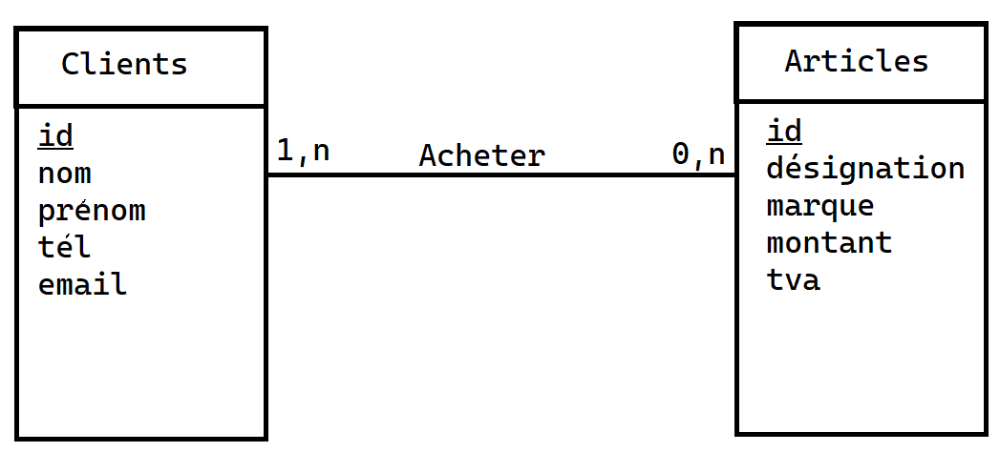 Clients
id
nom
prénom
tél
email
1,n
Acheter
0,n
Articles
id
désignation
marque
montant
tva